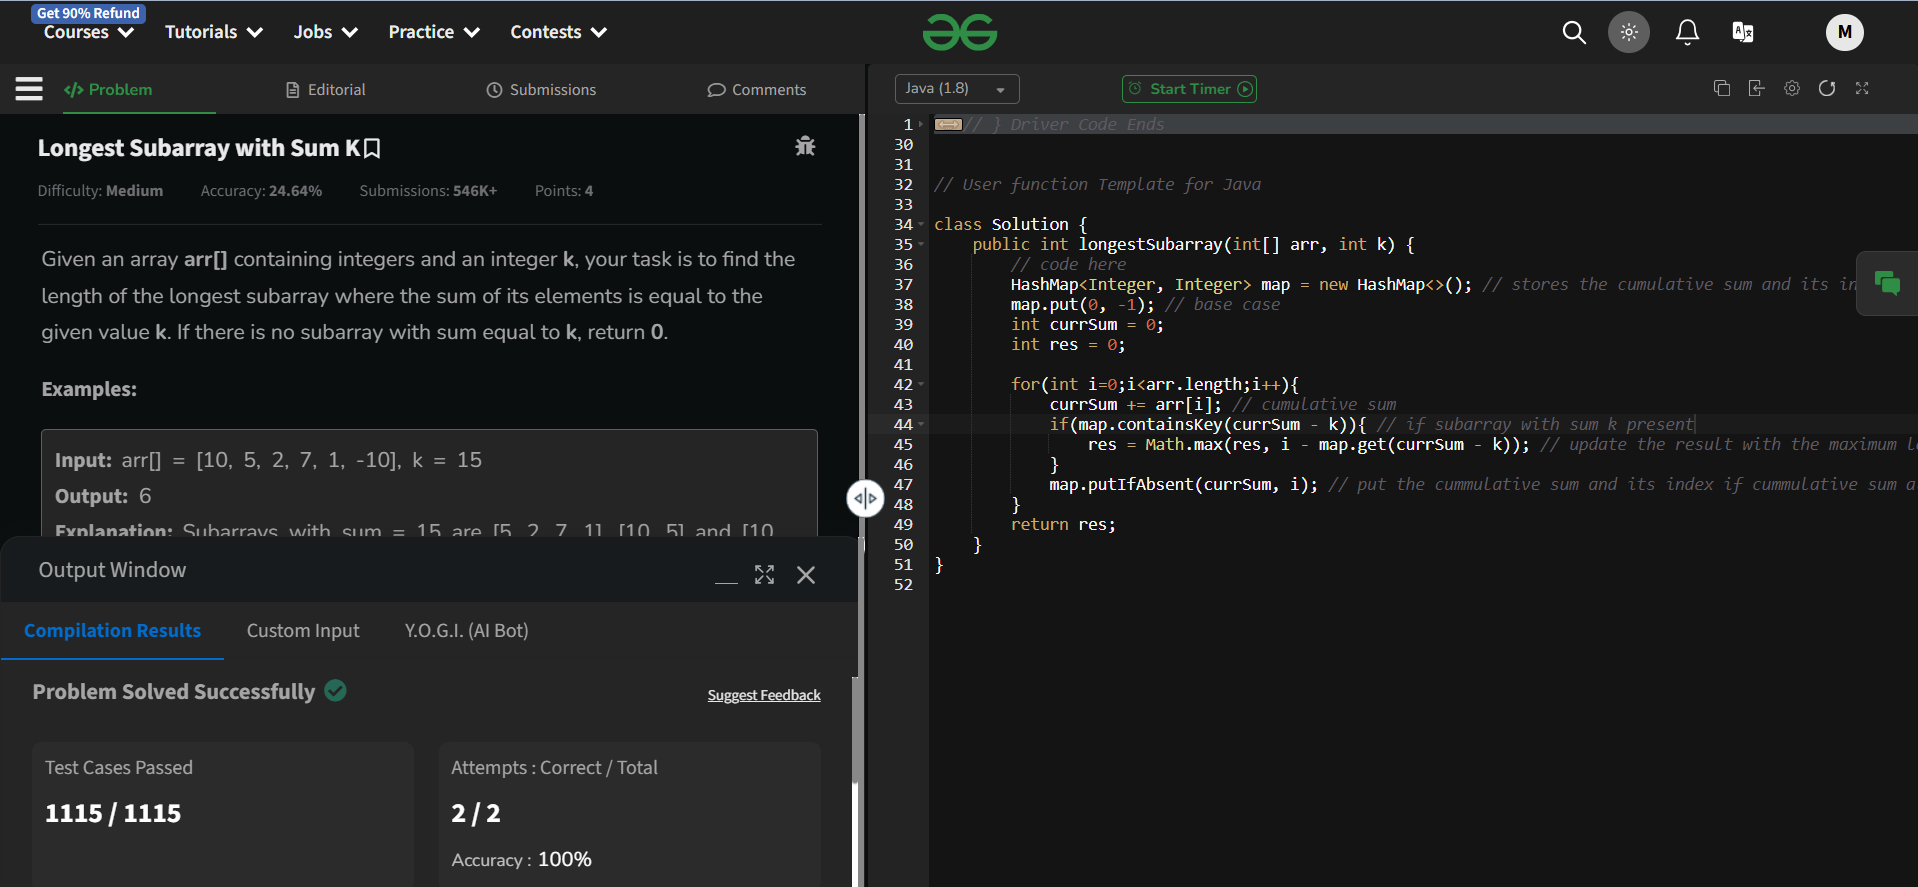 Get 90% Refund
Courses Tutorials Jobs Practice Contests
M
Problem Editorial Submissions Comments
Java (1.8) Start Timer
Longest Subarray with Sum K
Difficulty: Medium Accuracy: 24.64% Submissions: 546K+ Points: 4
Given an array arr[] containing integers and an integer k, your task is to find the
length of the longest subarray where the sum of its elements is equal to the
given value k. If there is no subarray with sum equal to k, return 0.
Examples:
Input: arr[] = [10, 5, 2, 7, 1, -10], k = 15
Output: 6
Explanation: Subarrays with sum = 15 are [5, 2, 7, 1], [10, 5] and [10,
Output Window
Compilation Results Custom Input Y.O.G.I. (AI Bot)
Problem Solved Successfully
Suggest Feedback
Test Cases Passed
1115 / 1115
Attempts : Correct / Total
2 / 2
Accuracy : 100%
1 // } Driver Code Ends
30
31
32 // User function Template for Java
33
34 class Solution {
35 public int longestSubarray(int[] arr, int k) {
36 // code here
37 HashMap<Integer, Integer> map = new HashMap<>(); // stores the cumulative sum and its in
38 map.put(0, -1); // base case
39 int currSum = 0;
40 int res = 0;
41
42 for(int i=0;i<arr.length;i++){
43 currSum += arr[i]; // cumulative sum
44 if(map.containsKey(currSum - k)){ // if subarray with sum k present
45 res = Math.max(res, i - map.get(currSum - k)); // update the result with the maximum l
46 }
47 map.putIfAbsent(currSum, i); // put the cummulative sum and its index if cummulative sum a
48 }
49 return res;
50 }
51 }
52